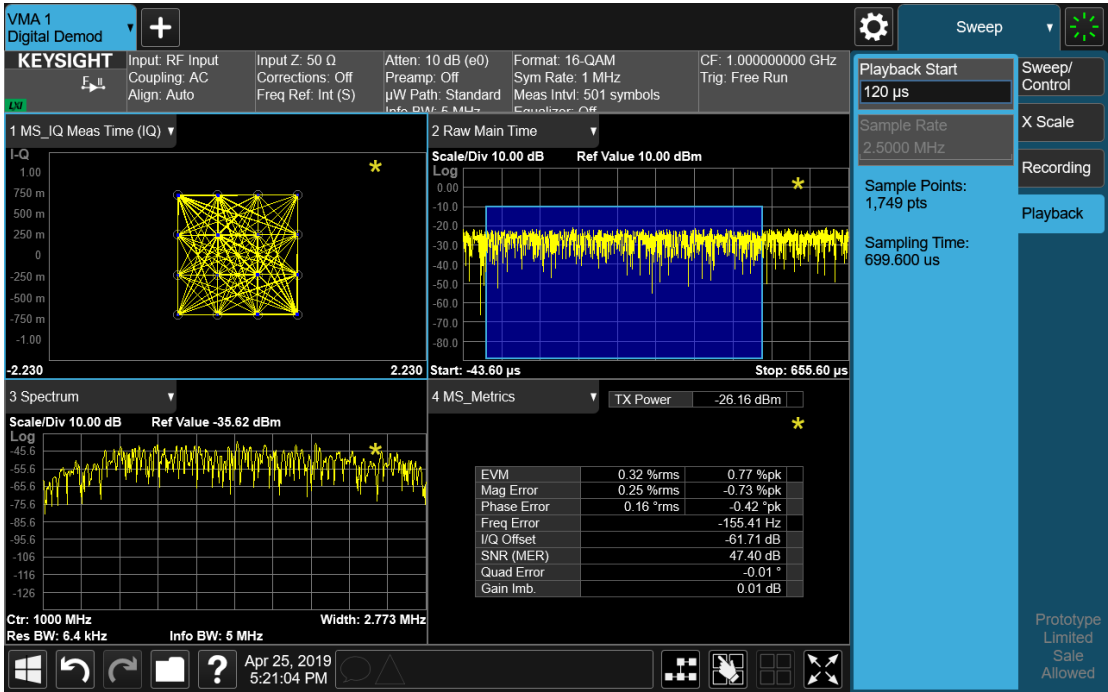 VMA 1
Digital Demod
Sweep
KEYSIGHT
LXI
Input: RF Input
Coupling: AC
Align: Auto
Input Z: 50 Ω
Corrections: Off
Freq Ref: Int (S)
Atten: 10 dB (e0)
Preamp: Off
µW Path: Standard
Info BW: 5 MHz
Format: 16-QAM
Sym Rate: 1 MHz
Meas Intvl: 501 symbols
Equalizer: Off
CF: 1.000000000 GHz
Trig: Free Run
1 MS_IQ Meas Time (IQ)
I-Q
1.00
750 m
500 m
250 m
0
-250 m
-500 m
-750 m
-1.00
-2.230
2.230
2 Raw Main Time
Scale/Div 10.00 dB
Ref Value 10.00 dBm
Log
0.00
-10.0
-20.0
-30.0
-40.0
-50.0
-60.0
-70.0
-80.0
Start: -43.60 µs
Stop: 655.60 µs
3 Spectrum
Scale/Div 10.00 dB
Ref Value -35.62 dBm
Log
-45.6
-55.6
-65.6
-75.6
-85.6
-95.6
-106
-116
-126
Ctr: 1000 MHz
Width: 2.773 MHz
Res BW: 6.4 kHz
Info BW: 5 MHz
4 MS_Metrics
TX Power -26.16 dBm
EVM 0.32 %rms 0.77 %pk
Mag Error 0.25 %rms -0.73 %pk
Phase Error 0.16 °rms -0.42 °pk
Freq Error -155.41 Hz
I/Q Offset -61.71 dB
SNR (MER) 47.40 dB
Quad Error -0.01 °
Gain Imb. 0.01 dB
Playback Start
120 µs
Sample Rate
2.5000 MHz
Sample Points:
1,749 pts
Sampling Time:
699.600 us
Sweep/
Control
X Scale
Recording
Playback
Prototype
Limited
Sale
Allowed
?
Apr 25, 2019
5:21:04 PM